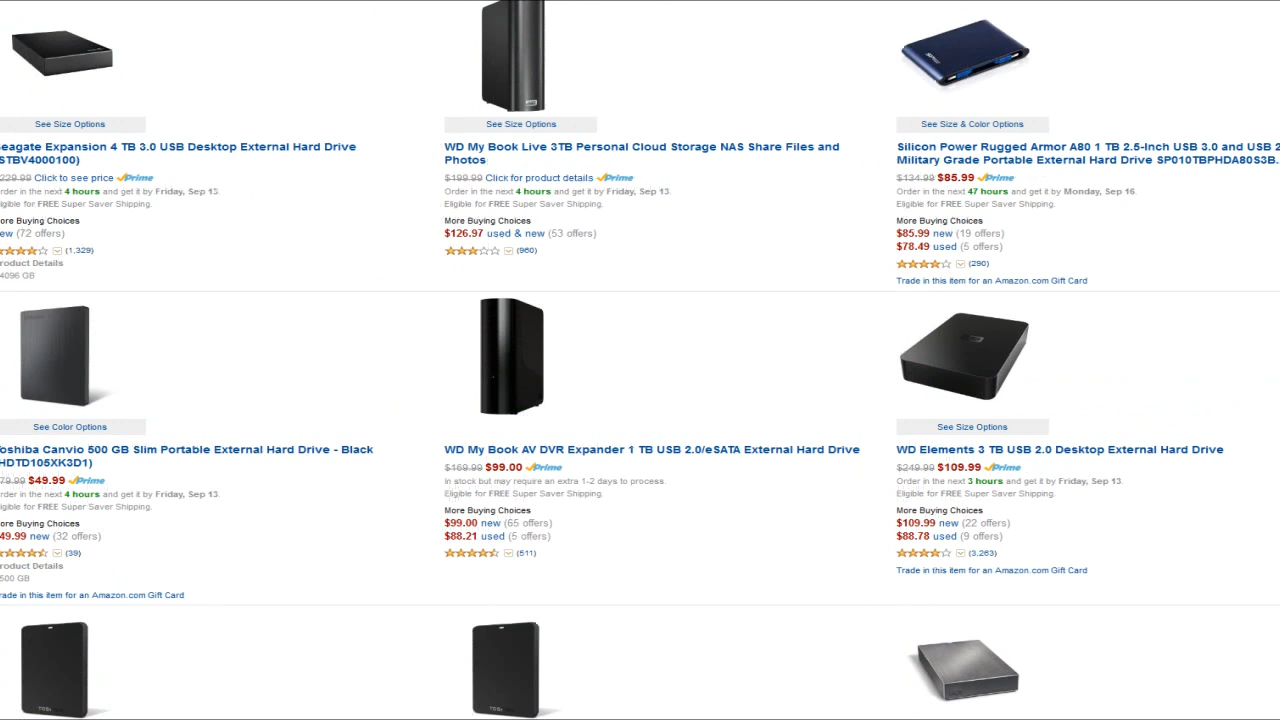 See Size Options
eagate Expansion 4 TB 3.0 USB Desktop External Hard Drive
STBV4000100)
229.99 Click to see price Prime
rder in the next 4 hours and get it by Friday, Sep 13.
ligible for FREE Super Saver Shipping.
ore Buying Choices
ew (72 offers)
(1,329)
roduct Details
4096 GB
See Size Options
WD My Book Live 3TB Personal Cloud Storage NAS Share Files and
Photos
$199.99 Click for product details Prime
Order in the next 4 hours and get it by Friday, Sep 13.
Eligible for FREE Super Saver Shipping.
More Buying Choices
$126.97 used & new (53 offers)
(960)
See Size & Color Options
Silicon Power Rugged Armor A80 1 TB 2.5-Inch USB 3.0 and USB 2
Military Grade Portable External Hard Drive SP010TBPHDA80S3B...
$134.99 $85.99 Prime
Order in the next 47 hours and get it by Monday, Sep 16.
Eligible for FREE Super Saver Shipping.
More Buying Choices
$85.99 new (19 offers)
$78.49 used (5 offers)
(290)
Trade in this item for an Amazon.com Gift Card
See Color Options
oshiba Canvio 500 GB Slim Portable External Hard Drive - Black
HDTD105XK3D1)
79.99 $49.99 Prime
rder in the next 4 hours and get it by Friday, Sep 13.
ligible for FREE Super Saver Shipping.
ore Buying Choices
49.99 new (32 offers)
(39)
roduct Details
500 GB
rade in this item for an Amazon.com Gift Card
WD My Book AV DVR Expander 1 TB USB 2.0/eSATA External Hard Drive
$169.99 $99.00 Prime
In stock but may require an extra 1-2 days to process.
Eligible for FREE Super Saver Shipping.
More Buying Choices
$99.00 new (65 offers)
$88.21 used (5 offers)
(511)
See Size Options
WD Elements 3 TB USB 2.0 Desktop External Hard Drive
$249.99 $109.99 Prime
Order in the next 3 hours and get it by Friday, Sep 13.
Eligible for FREE Super Saver Shipping.
More Buying Choices
$109.99 new (22 offers)
$88.78 used (9 offers)
(3,263)
Trade in this item for an Amazon.com Gift Card